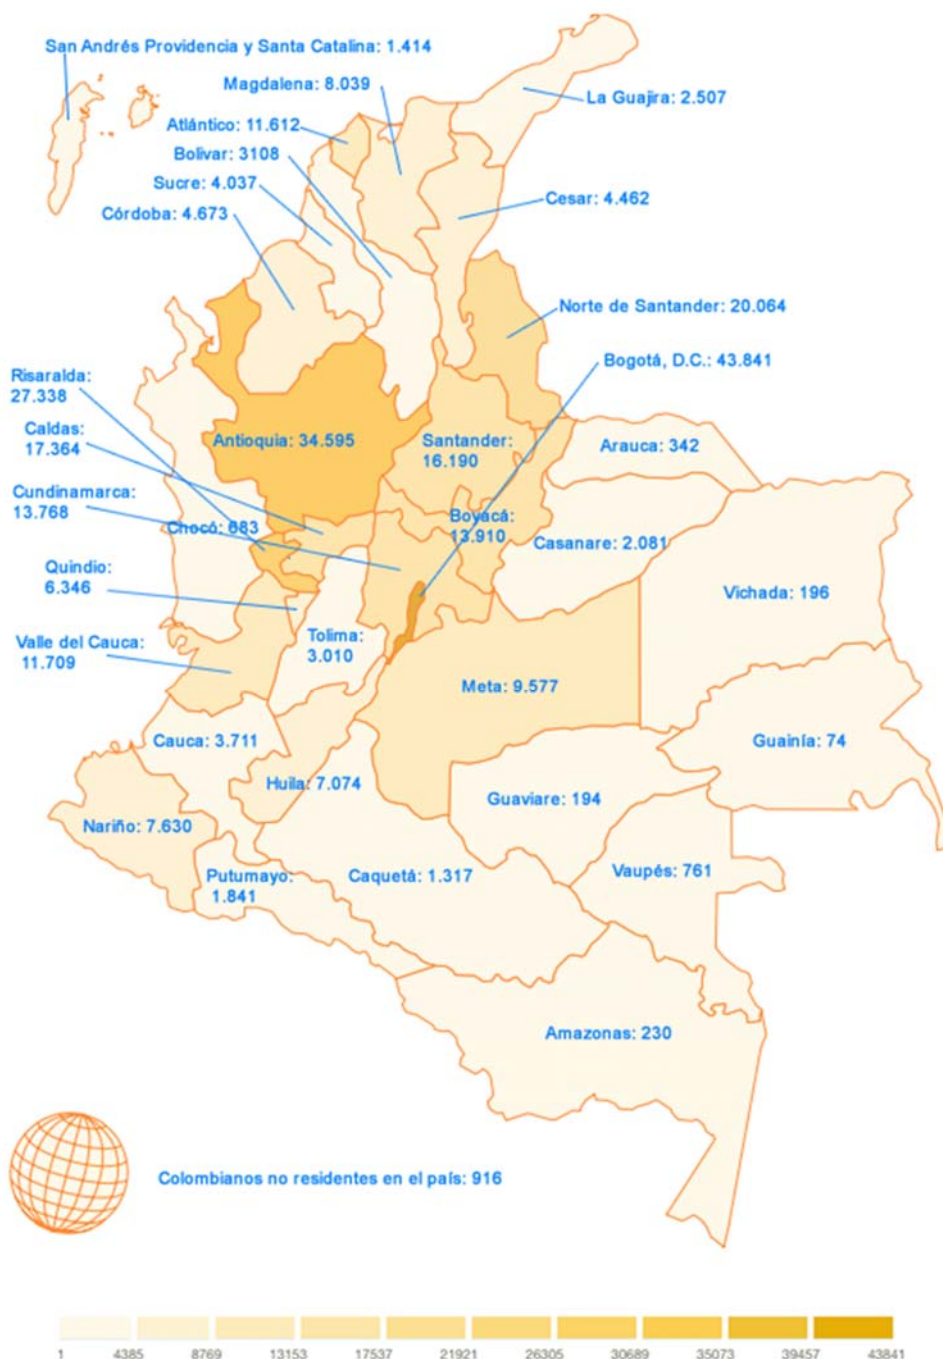 San Andrés Providencia y Santa Catalina: 1.414
Magdalena: 8.039
La Guajira: 2.507
Atlántico: 11.612
Bolivar: 3108
Sucre: 4.037
Cesar: 4.462
Córdoba: 4.673
Norte de Santander: 20.064
Bogotá, D.C.: 43.841
Risaralda:
27.338
Antioquia: 34.595
Santander:
16.190
Arauca: 342
Caldas:
17.364
Cundinamarca:
13.768
Chocó: 683
Boyacá:
13.910
Casanare: 2.081
Quindio:
6.346
Vichada: 196
Valle del Cauca:
11.709
Tolima:
3.010
Meta: 9.577
Cauca: 3.711
Guainía: 74
Huila: 7.074
Guaviare: 194
Nariño: 7.630
Putumayo:
1.841
Caquetá: 1.317
Vaupés: 761
Amazonas: 230
Colombianos no residentes en el país: 916
1 4385 8769 13153 17537 21921 26305 30689 35073 39457 43841